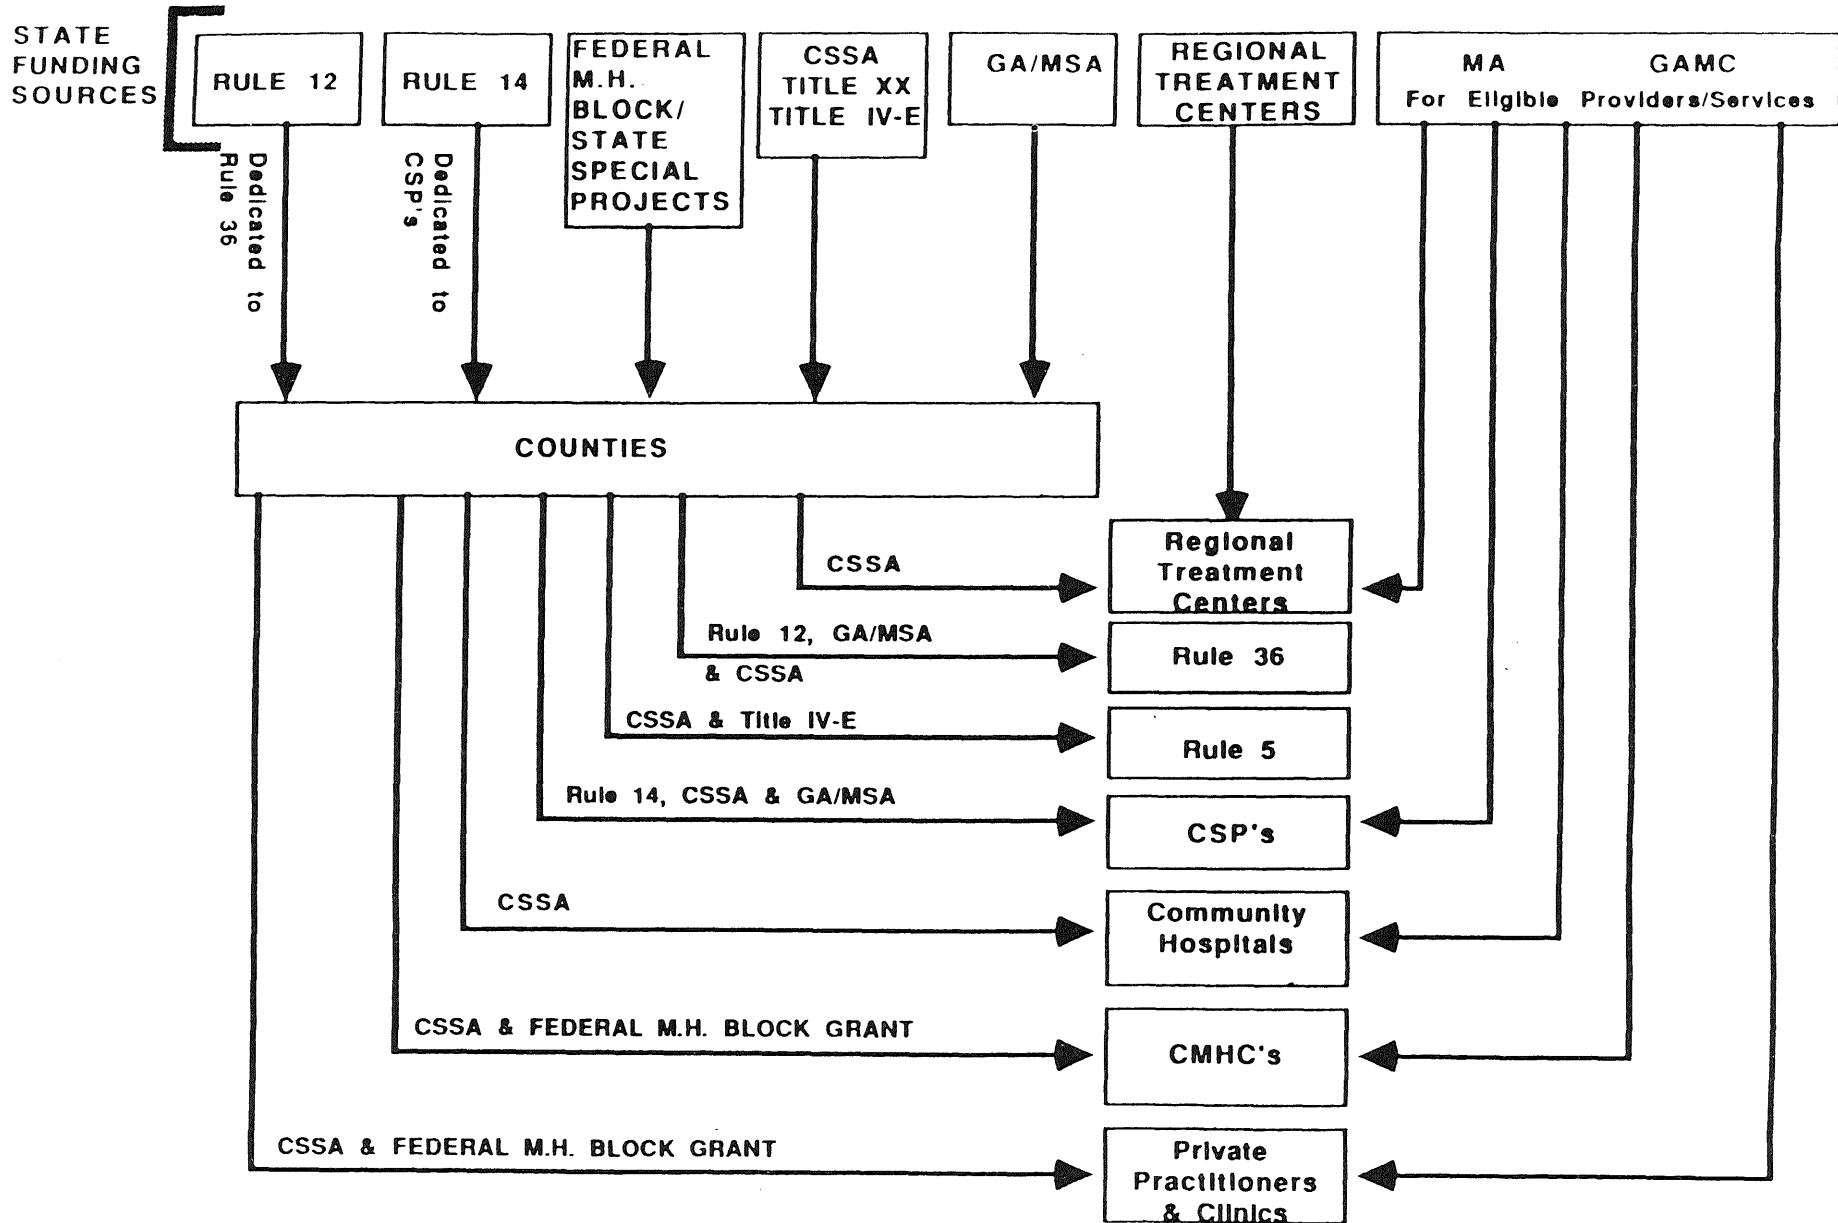 STATE
FUNDING
SOURCES
RULE 12
RULE 14
FEDERAL
M.H.
BLOCK/
STATE
SPECIAL
PROJECTS
CSSA
TITLE XX
TITLE IV-E
GA/MSA
REGIONAL
TREATMENT
CENTERS
MA GAMC
For Eligible Providers/Services
Dedicated to
Rule 36
Dedicated to
CSP's
COUNTIES
CSSA
Regional
Treatment
Centers
Rule 12, GA/MSA
& CSSA
Rule 36
CSSA & Title IV-E
Rule 5
Rule 14, CSSA & GA/MSA
CSP's
CSSA
Community
Hospitals
CSSA & FEDERAL M.H. BLOCK GRANT
CMHC's
CSSA & FEDERAL M.H. BLOCK GRANT
Private
Practitioners
& Clinics